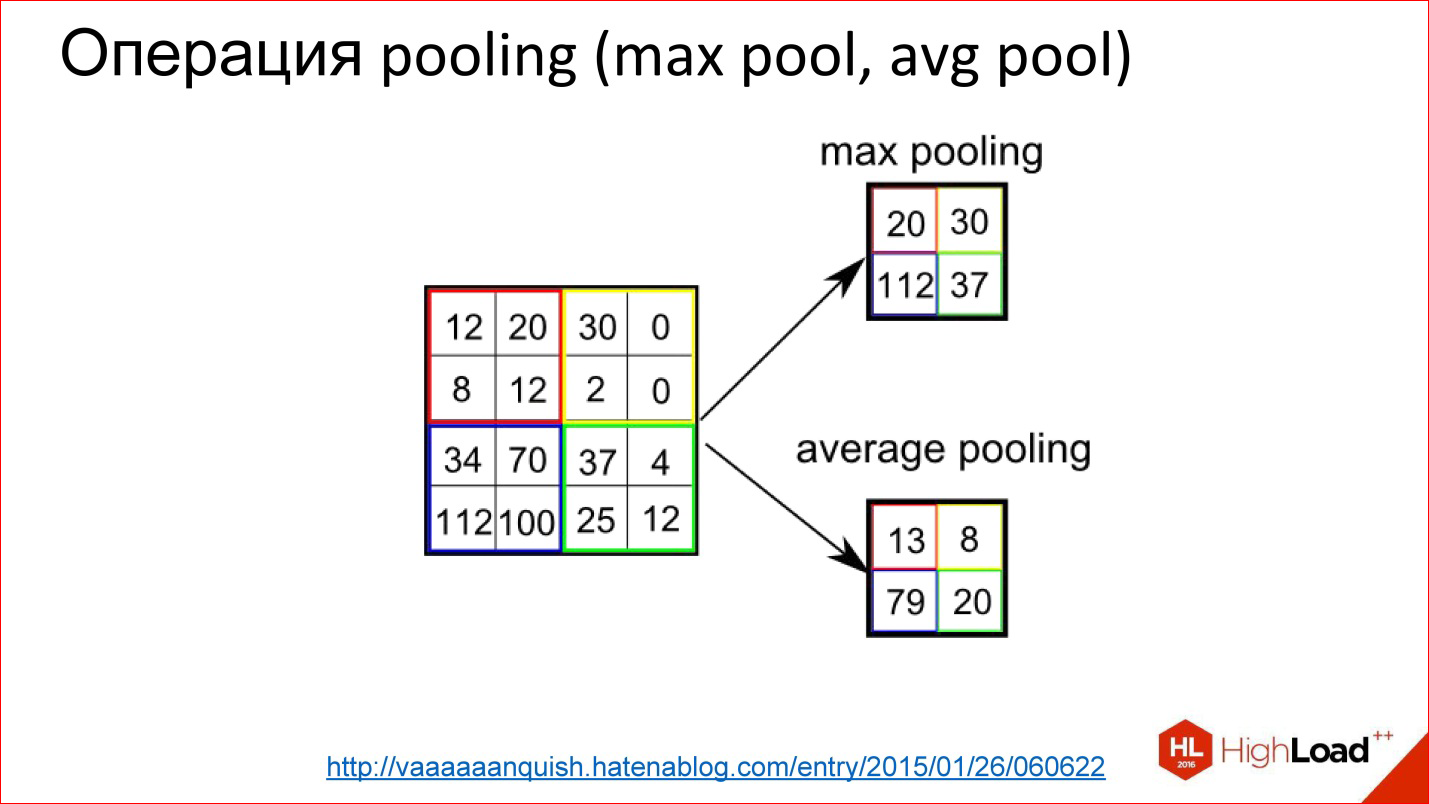 Операция pooling (max pool, avg pool)
max pooling
20 30
112 37
12 20 30 0
8 12 2 0
34 70 37 4
112 100 25 12
average pooling
13 8
79 20
http://vaaaaaanquish.hatenablog.com/entry/2015/01/26/060622
HL
2016
HighLoad++